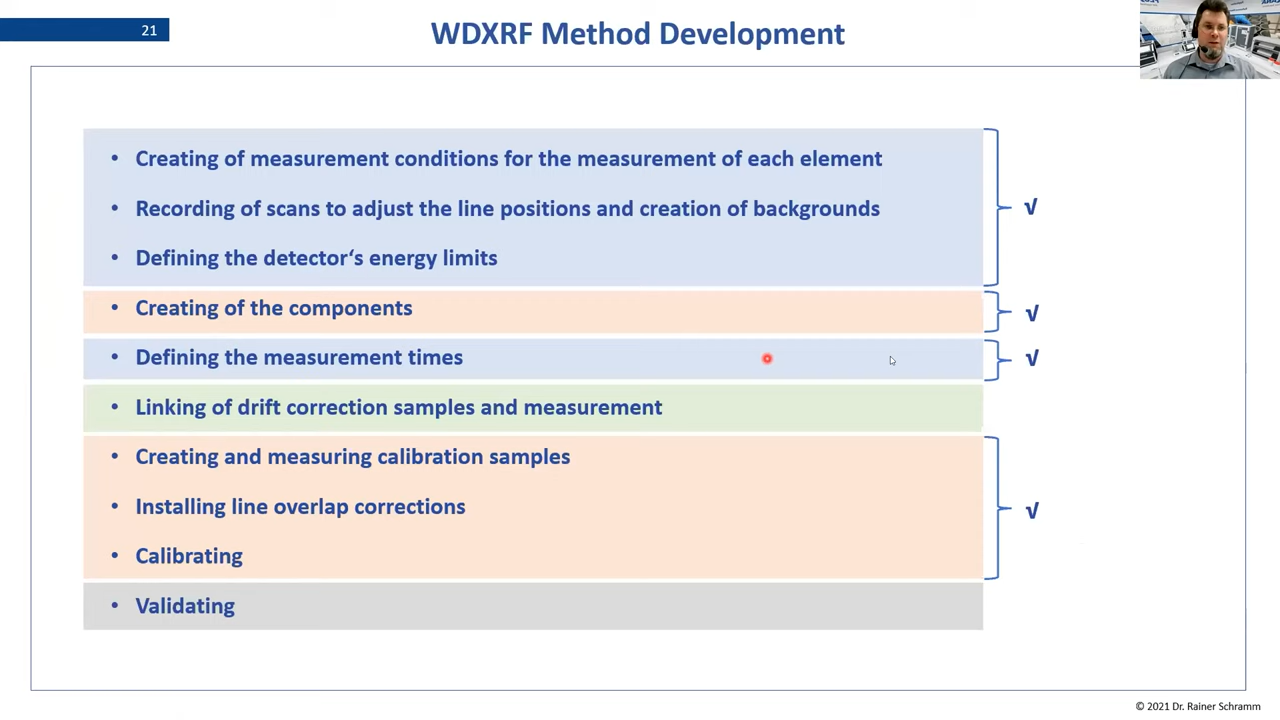 21
WDXRF Method Development
• Creating of measurement conditions for the measurement of each element
• Recording of scans to adjust the line positions and creation of backgrounds
• Defining the detector‘s energy limits
√
• Creating of the components
√
• Defining the measurement times
√
• Linking of drift correction samples and measurement
• Creating and measuring calibration samples
• Installing line overlap corrections
• Calibrating
√
• Validating
© 2021 Dr. Rainer Schramm